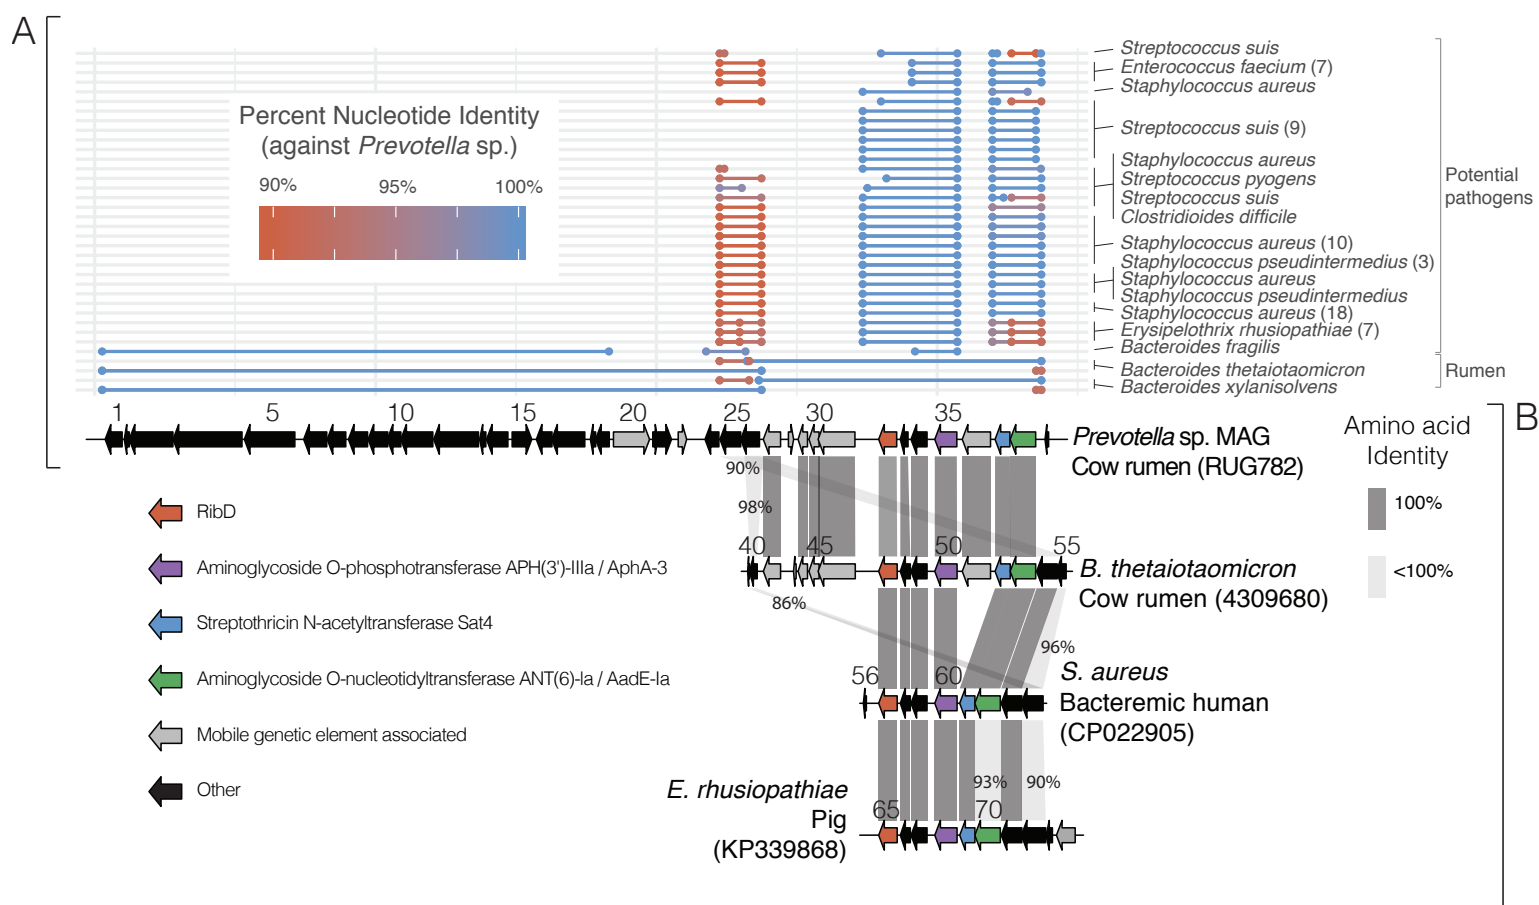 A
Percent Nucleotide Identity
(against Prevotella sp.)
90%
95%
100%
Streptococcus suis
Enterococcus faecium (7)
Staphylococcus aureus
Streptococcus suis (9)
Staphylococcus aureus
Streptococcus pyogens
Streptococcus suis
Clostridioides difficile
Staphylococcus aureus (10)
Staphylococcus pseudintermedius (3)
Staphylococcus aureus
Staphylococcus pseudintermedius
Staphylococcus aureus (18)
Erysipelothrix rhusiopathiae (7)
Bacteroides fragilis
Bacteroides thetaiotaomicron
Bacteroides xylanisolvens
Potential
pathogens
Rumen
1 5 10 15 20 25 30 35
B
Prevotella sp. MAG
Cow rumen (RUG782)
Amino acid
Identity
100%
<100%
90%
98%
40 45 50 55
B. thetaiotaomicron
Cow rumen (4309680)
86%
96%
56 60
S. aureus
Bacteremic human
(CP022905)
93% 90%
65 70
E. rhusiopathiae
Pig
(KP339868)
RibD
Aminoglycoside O-phosphotransferase APH(3')-IIIa / AphA-3
Streptothricin N-acetyltransferase Sat4
Aminoglycoside O-nucleotidyltransferase ANT(6)-Ia / AadE-Ia
Mobile genetic element associated
Other